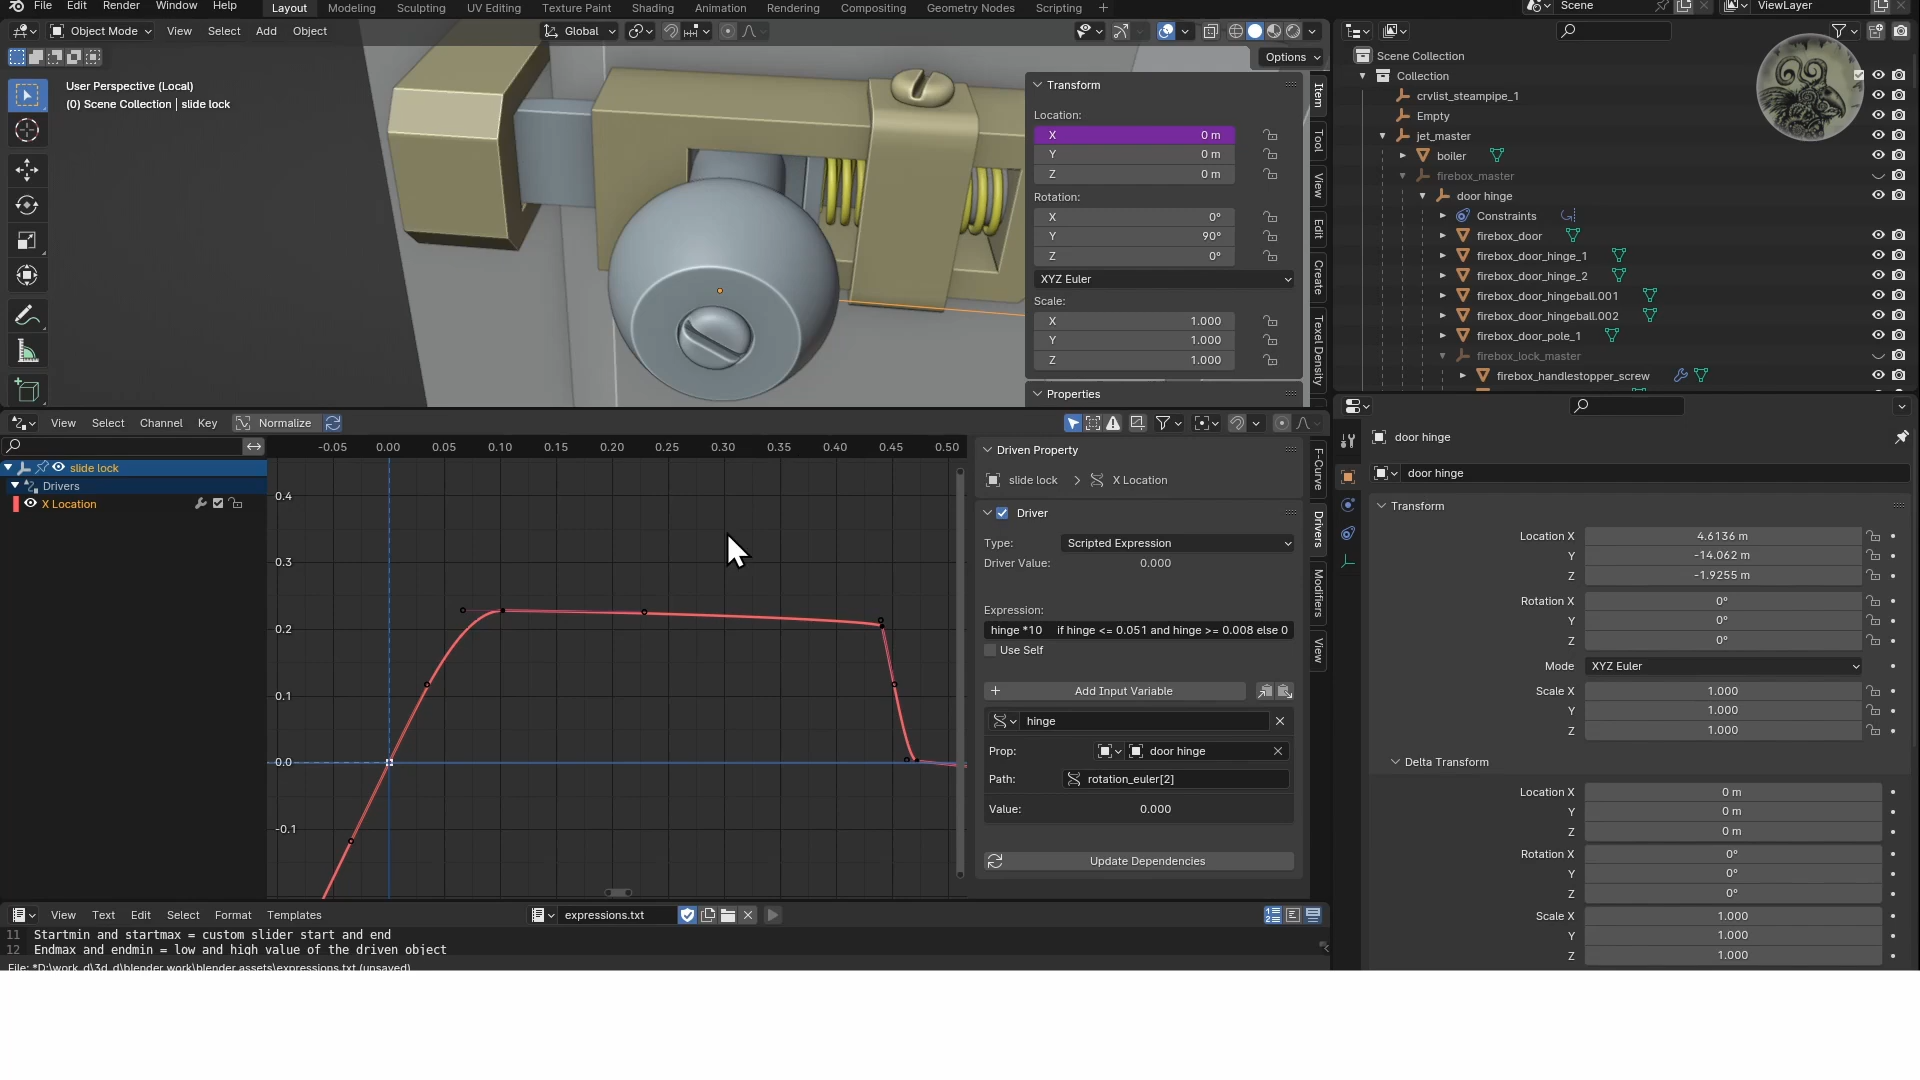 File Edit Render Window Help Layout Modeling Sculpting UV Editing Texture Paint Shading Animation Rendering Compositing Geometry Nodes Scripting + Scene ViewLayer
Object Mode View Select Add Object Global
Options
User Perspective (Local)
(0) Scene Collection | slide lock
Transform
Location:
X 0 m
Y 0 m
Z 0 m
Rotation:
X 0°
Y 90°
Z 0°
XYZ Euler
Scale:
X 1.000
Y 1.000
Z 1.000
Properties
Item
Tool
View
Edit
Create
Texel Density
Scene Collection
Collection
crvlist_steampipe_1
Empty
jet_master
boiler
firebox_master
door hinge
Constraints
firebox_door
firebox_door_hinge_1
firebox_door_hinge_2
firebox_door_hingeball.001
firebox_door_hingeball.002
firebox_door_pole_1
firebox_lock_master
firebox_handlestopper_screw
View Select Channel Key Normalize
slide lock
Drivers
X Location
-0.05 0.00 0.05 0.10 0.15 0.20 0.25 0.30 0.35 0.40 0.45 0.50
0.4
0.3
0.2
0.1
0.0
-0.1
Driven Property
slide lock > X Location
Driver
Type: Scripted Expression
Driver Value: 0.000
Expression:
hinge *10 if hinge <= 0.051 and hinge >= 0.008 else 0
Use Self
+ Add Input Variable
hinge
Prop: door hinge
Path: rotation_euler[2]
Value: 0.000
Update Dependencies
F-Curve
Drivers
Modifiers
View
door hinge
door hinge
Transform
Location X 4.6136 m
Y -14.062 m
Z -1.9255 m
Rotation X 0°
Y 0°
Z 0°
Mode XYZ Euler
Scale X 1.000
Y 1.000
Z 1.000
Delta Transform
Location X 0 m
Y 0 m
Z 0 m
Rotation X 0°
Y 0°
Z 0°
Scale X 1.000
Y 1.000
Z 1.000
View Text Edit Select Format Templates expressions.txt
11 Startmin and startmax = custom slider start and end
12 Endmax and endmin = low and high value of the driven object
File: *D:\work_d\3d_d\blender work\blender assets\expressions.txt (unsaved)